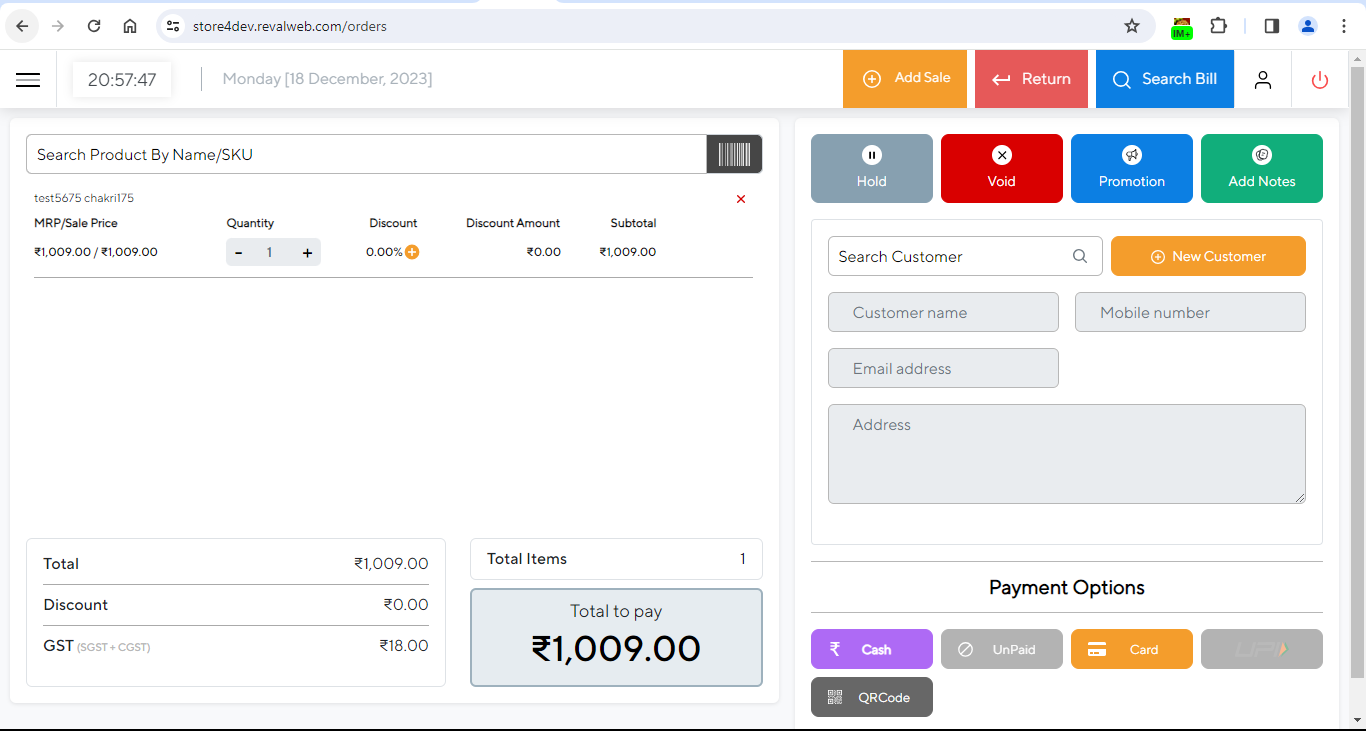 store4dev.revalweb.com/orders
IM+
20:57:47
Monday [18 December, 2023]
Add Sale
Return
Search Bill
Search Product By Name/SKU
test5675 chakri175
MRP/Sale Price Quantity Discount Discount Amount Subtotal
₹1,009.00 / ₹1,009.00 - 1 + 0.00% ₹0.00 ₹1,009.00
Total ₹1,009.00
Discount ₹0.00
GST (SGST + CGST) ₹18.00
Total Items 1
Total to pay
₹1,009.00
Hold
Void
Promotion
Add Notes
Search Customer
New Customer
Customer name
Mobile number
Email address
Address
Payment Options
₹ Cash
UnPaid
Card
UPI
QRCode